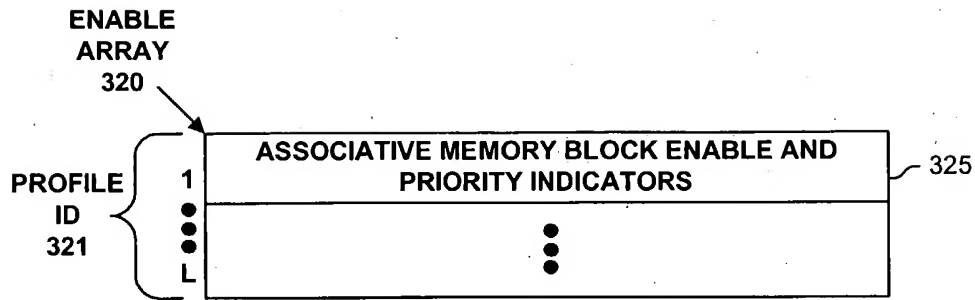 ENABLE
ARRAY
320
ASSOCIATIVE MEMORY BLOCK ENABLE AND
PRIORITY INDICATORS
325
PROFILE
ID
321
1
L